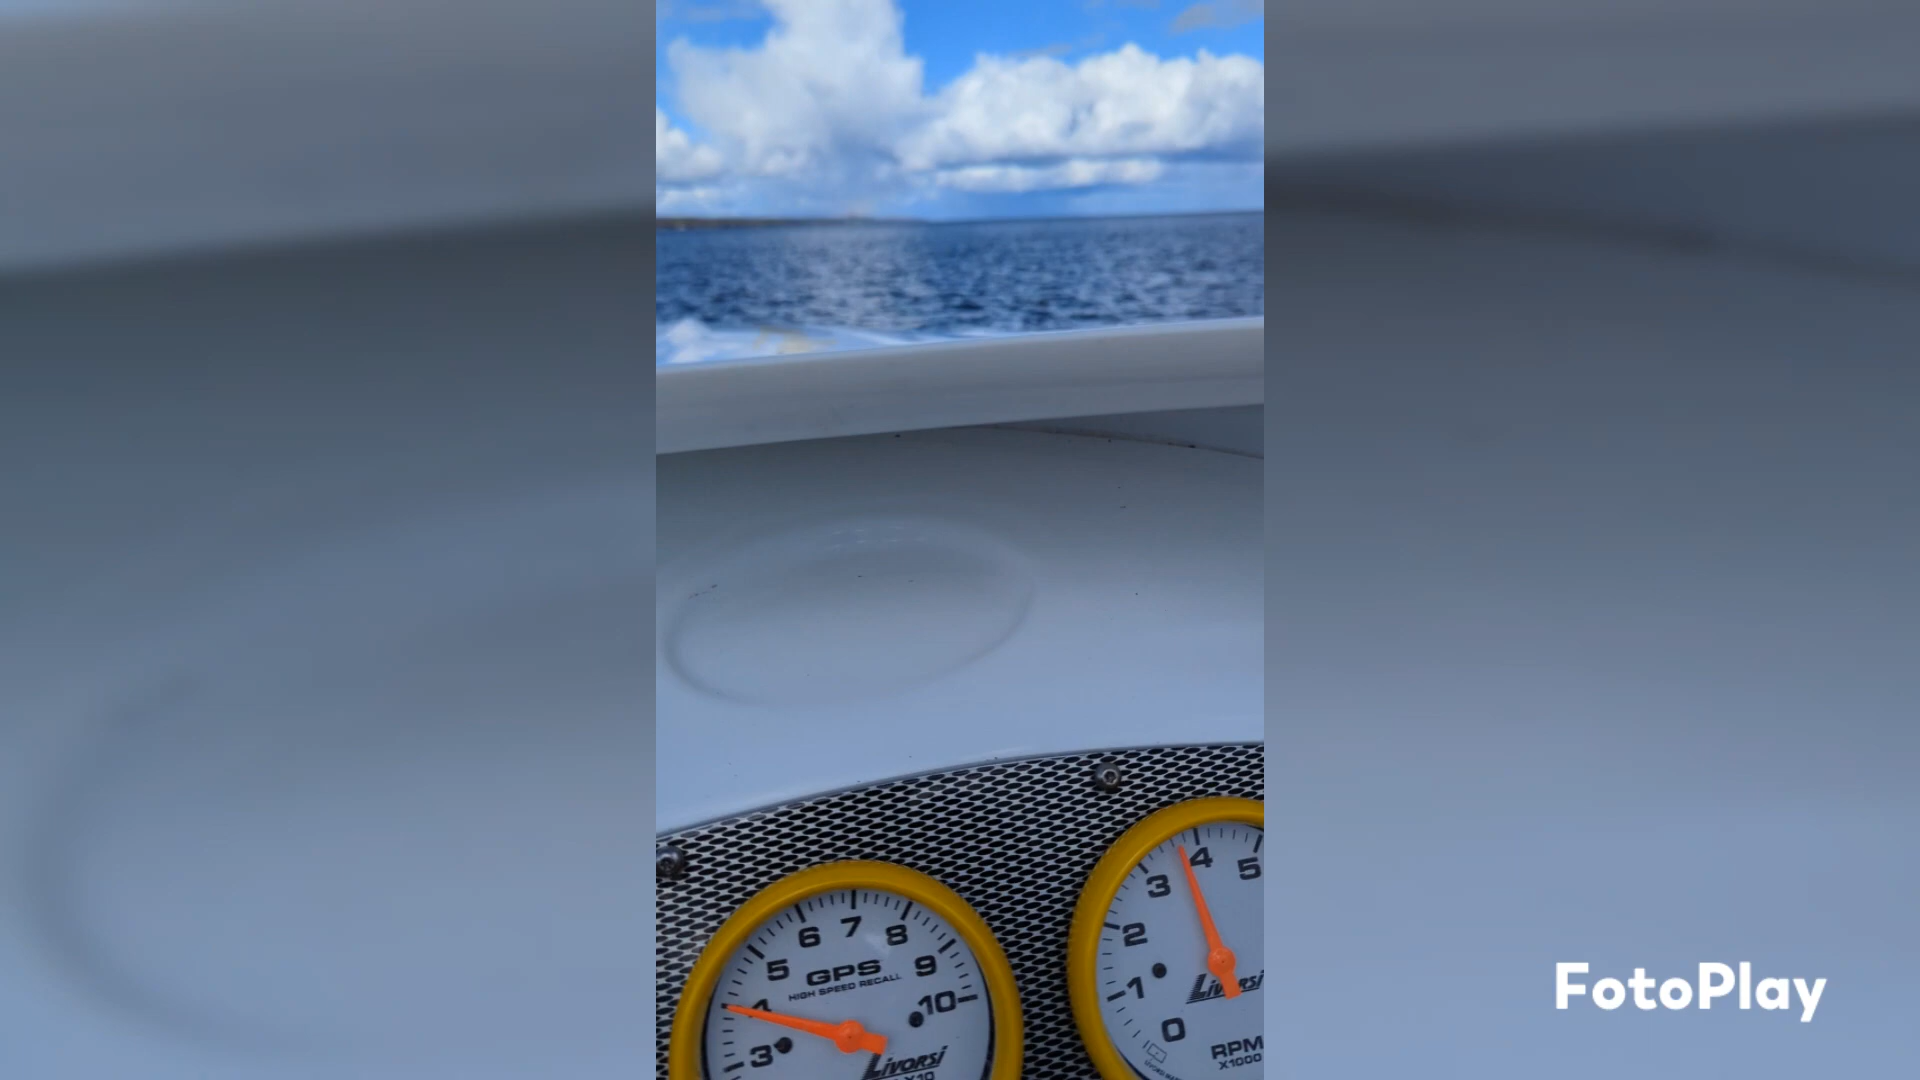 6 7 8
5 9
GPS
HIGH SPEED RECALL
4 10
3
LIVORSI
X10
4
3 5
2
1
LIVORSI
0
RPM
X1000
FotoPlay